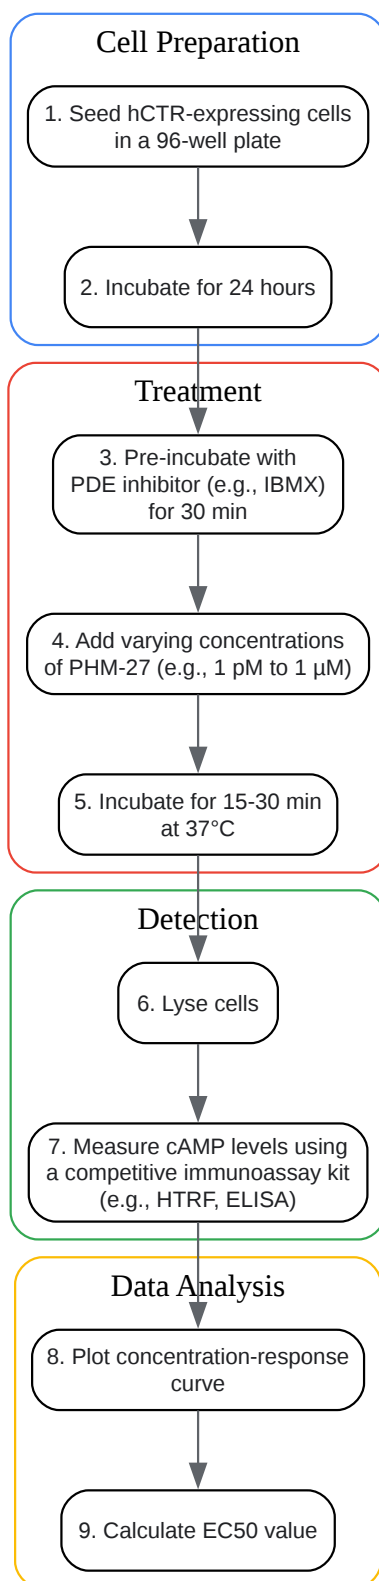 Cell Preparation
1. Seed hCTR-expressing cells
in a 96-well plate
2. Incubate for 24 hours
Treatment
3. Pre-incubate with
PDE inhibitor (e.g., IBMX)
for 30 min
4. Add varying concentrations
of PHM-27 (e.g., 1 pM to 1 µM)
5. Incubate for 15-30 min
at 37°C
Detection
6. Lyse cells
7. Measure cAMP levels using
a competitive immunoassay kit
(e.g., HTRF, ELISA)
Data Analysis
8. Plot concentration-response
curve
9. Calculate EC50 value